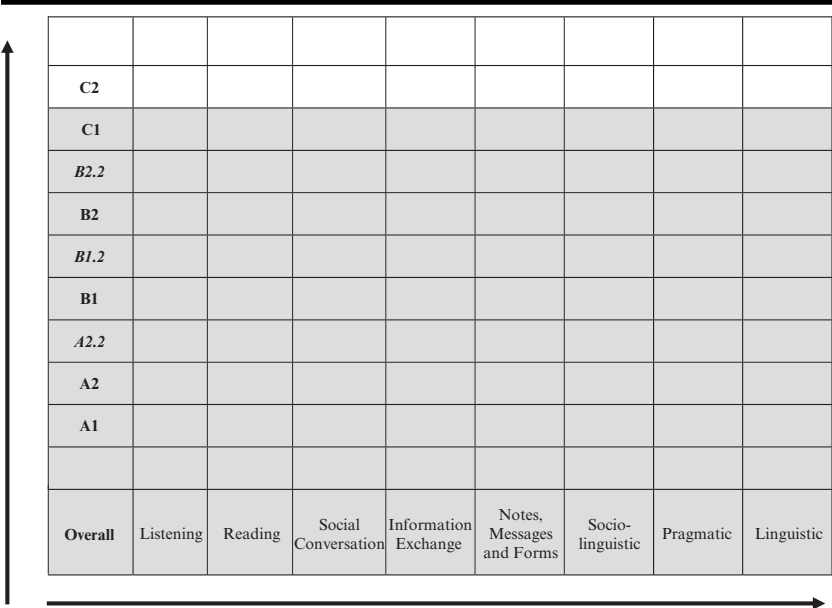 C2
C1
B2.2
B2
B1.2
B1
A2.2
A2
A1
Overall
Listening
Reading
Social
Conversation
Information
Exchange
Notes,
Messages
and Forms
Socio-
linguistic
Pragmatic
Linguistic